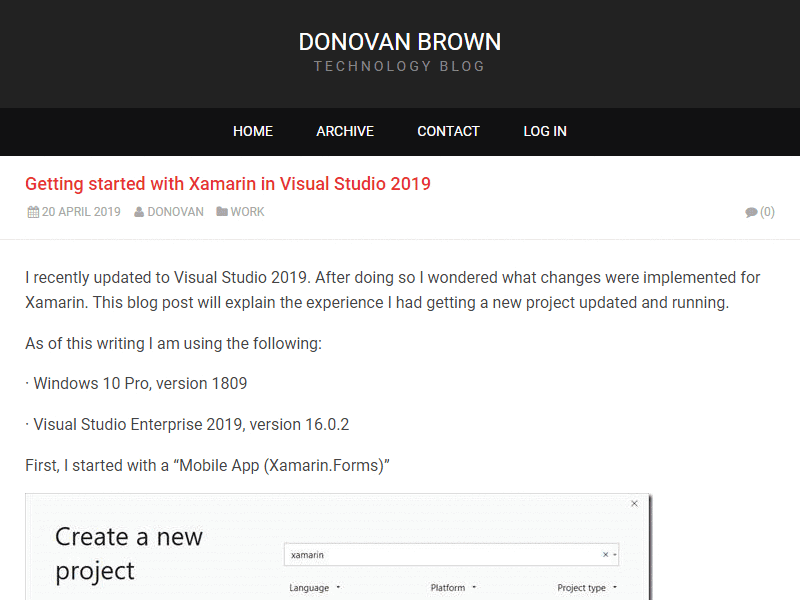 DONOVAN BROWN
TECHNOLOGY BLOG
HOME ARCHIVE CONTACT LOG IN
Getting started with Xamarin in Visual Studio 2019
20 APRIL 2019 DONOVAN WORK (0)
I recently updated to Visual Studio 2019. After doing so I wondered what changes were implemented for
Xamarin. This blog post will explain the experience I had getting a new project updated and running.
As of this writing I am using the following:
· Windows 10 Pro, version 1809
· Visual Studio Enterprise 2019, version 16.0.2
First, I started with a “Mobile App (Xamarin.Forms)”
Create a new
project
xamarin
Language Platform Project type